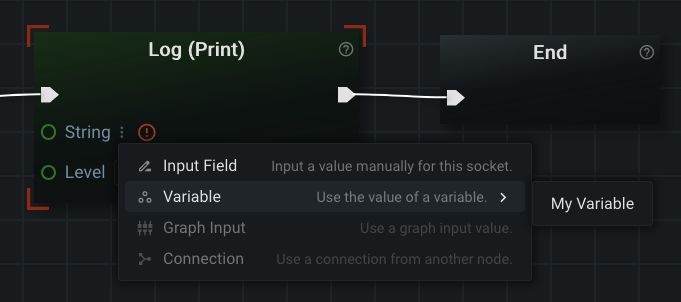 Log (Print)
End
String
Level
Input Field Input a value manually for this socket.
Variable Use the value of a variable.
My Variable
Graph Input Use a graph input value.
Connection Use a connection from another node.